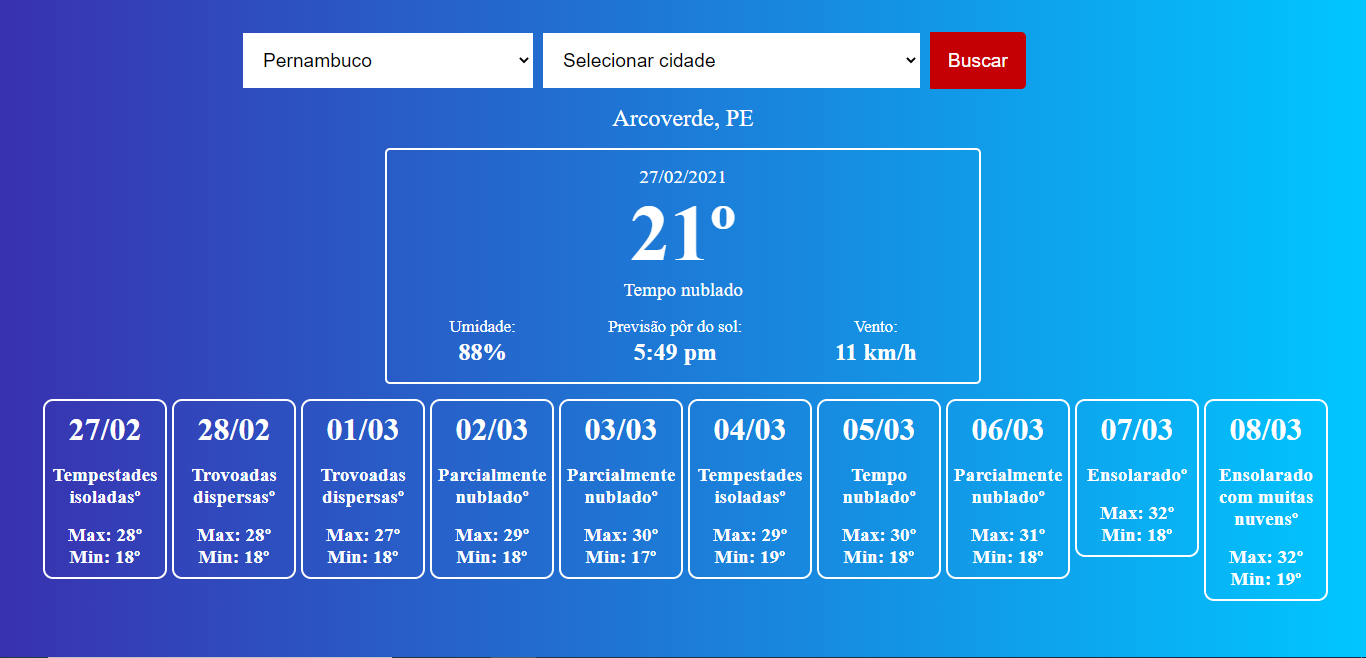 Pernambuco
Selecionar cidade
Buscar
Arcoverde, PE
27/02/2021
21º
Tempo nublado
Umidade:
88%
Previsão pôr do sol:
5:49 pm
Vento:
11 km/h
27/02
Tempestades
isoladasº
Max: 28º
Min: 18º
28/02
Trovoadas
dispersasº
Max: 28º
Min: 18º
01/03
Trovoadas
dispersasº
Max: 27º
Min: 18º
02/03
Parcialmente
nubladoº
Max: 29º
Min: 18º
03/03
Parcialmente
nubladoº
Max: 30º
Min: 17º
04/03
Tempestades
isoladasº
Max: 29º
Min: 19º
05/03
Tempo
nubladoº
Max: 30º
Min: 18º
06/03
Parcialmente
nubladoº
Max: 31º
Min: 18º
07/03
Ensolaradoº
Max: 32º
Min: 18º
08/03
Ensolarado
com muitas
nuvensº
Max: 32º
Min: 19º